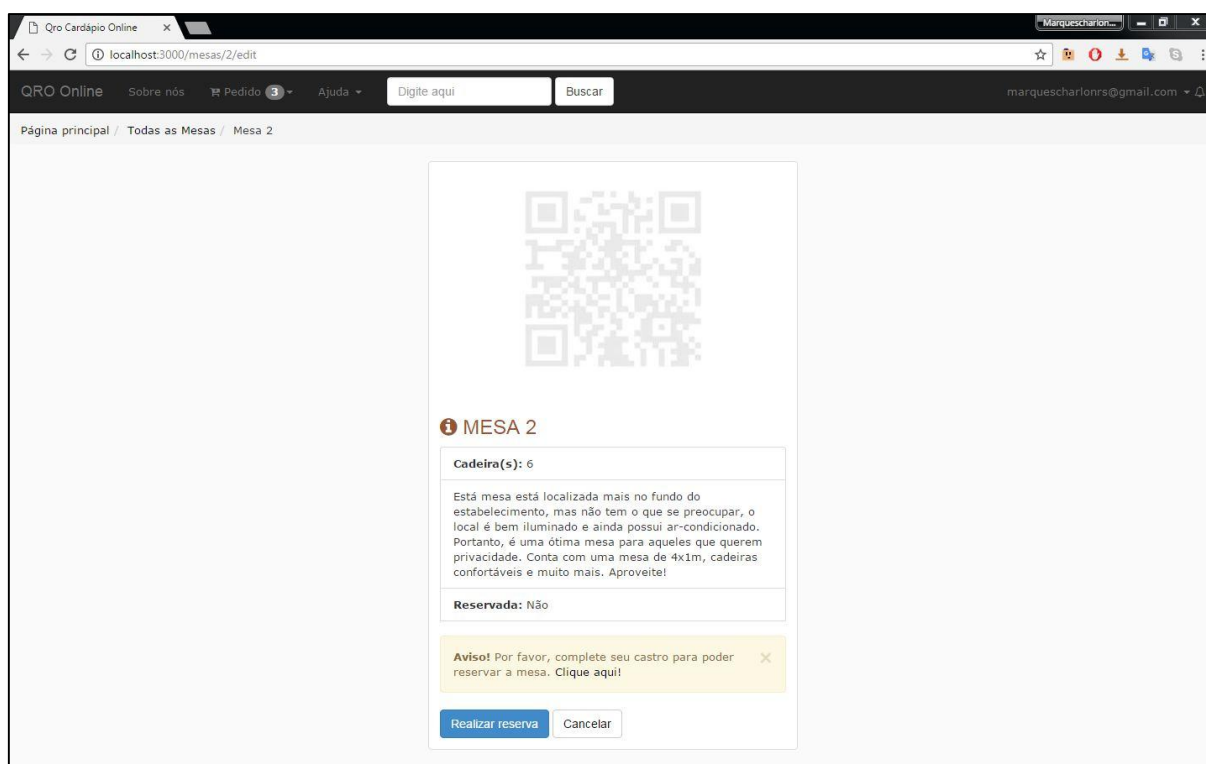 Qro Cardápio Online
Marquescharlon...
localhost:3000/mesas/2/edit
QRO Online Sobre nós Pedido 3 Ajuda Digite aqui Buscar marquescharlonrs@gmail.com
Página principal / Todas as Mesas / Mesa 2
MESA 2
Cadeira(s): 6
Está mesa está localizada mais no fundo do
estabelecimento, mas não tem o que se preocupar, o
local é bem iluminado e ainda possui ar-condicionado.
Portanto, é uma ótima mesa para aqueles que querem
privacidade. Conta com uma mesa de 4x1m, cadeiras
confortáveis e muito mais. Aproveite!
Reservada: Não
Aviso! Por favor, complete seu castro para poder
reservar a mesa. Clique aqui!
Realizar reserva Cancelar